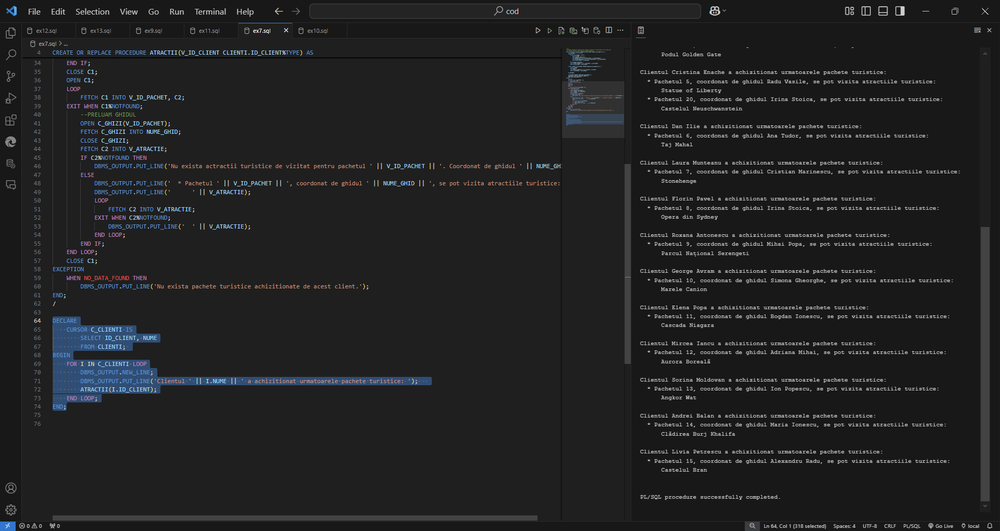 File Edit Selection View Go Run Terminal Help
cod
ex12.sql ex13.sql ex9.sql ex11.sql ex7.sql ex10.sql
ex7.sql > ...
4 CREATE OR REPLACE PROCEDURE ATRACTII(V_ID_CLIENT CLIENTI.ID_CLIENT%TYPE) AS
34 END IF;
35 CLOSE C1;
36 OPEN C1;
37 LOOP
38 FETCH C1 INTO V_ID_PACHET, C2;
39 EXIT WHEN C1%NOTFOUND;
40 --PRELUAM GHIDUL
41 OPEN C_GHIZI(V_ID_PACHET);
42 FETCH C_GHIZI INTO NUME_GHID;
43 CLOSE C_GHIZI;
44 FETCH C2 INTO V_ATRACTIE;
45 IF C2%NOTFOUND THEN
46 DBMS_OUTPUT.PUT_LINE('Nu exista actractii turistice de vizitat pentru pachetul ' || V_ID_PACHET || '. Coordonat de ghidul ' || NUME_GHI
47 ELSE
48 DBMS_OUTPUT.PUT_LINE('  * Pachetul ' || V_ID_PACHET || ', coordonat de ghidul ' || NUME_GHID || ', se pot vizita atractiile turistice:
49 DBMS_OUTPUT.PUT_LINE('      ' || V_ATRACTIE);
50 LOOP
51 FETCH C2 INTO V_ATRACTIE;
52 EXIT WHEN C2%NOTFOUND;
53 DBMS_OUTPUT.PUT_LINE('  ' || V_ATRACTIE);
54 END LOOP;
55 END IF;
56 END LOOP;
57 CLOSE C1;
58 EXCEPTION
59 WHEN NO_DATA_FOUND THEN
60 DBMS_OUTPUT.PUT_LINE('Nu exista pachete turistice achizitionate de acest client.');
61 END;
62 /
63
64 DECLARE
65 CURSOR C_CLIENTI IS
66 SELECT ID_CLIENT, NUME
67 FROM CLIENTI;
68 BEGIN
69 FOR I IN C_CLIENTI LOOP
70 DBMS_OUTPUT.NEW_LINE;
71 DBMS_OUTPUT.PUT_LINE('Clientul ' || I.NUME || ' a achizitionat urmatoarele pachete turistice: ');
72 ATRACTII(I.ID_CLIENT);
73 END LOOP;
74 END;
75
76
Podul Golden Gate
Clientul Cristina Enache a achizitionat urmatoarele pachete turistice:
* Pachetul 5, coordonat de ghidul Radu Vasile, se pot vizita atractiile turistice:
Statue of Liberty
* Pachetul 20, coordonat de ghidul Irina Stoica, se pot vizita atractiile turistice:
Castelul Neuschwanstein
Clientul Dan Ilie a achizitionat urmatoarele pachete turistice:
* Pachetul 6, coordonat de ghidul Ana Tudor, se pot vizita atractiile turistice:
Taj Mahal
Clientul Laura Munteanu a achizitionat urmatoarele pachete turistice:
* Pachetul 7, coordonat de ghidul Cristian Marinescu, se pot vizita atractiile turistice:
Stonehenge
Clientul Florin Pavel a achizitionat urmatoarele pachete turistice:
* Pachetul 8, coordonat de ghidul Irina Stoica, se pot vizita atractiile turistice:
Opera din Sydney
Clientul Roxana Antonescu a achizitionat urmatoarele pachete turistice:
* Pachetul 9, coordonat de ghidul Mihai Popa, se pot vizita atractiile turistice:
Parcul Național Serengeti
Clientul George Avram a achizitionat urmatoarele pachete turistice:
* Pachetul 10, coordonat de ghidul Simona Gheorghe, se pot vizita atractiile turistice:
Marele Canion
Clientul Elena Popa a achizitionat urmatoarele pachete turistice:
* Pachetul 11, coordonat de ghidul Bogdan Ionescu, se pot vizita atractiile turistice:
Cascada Niagara
Clientul Mircea Iancu a achizitionat urmatoarele pachete turistice:
* Pachetul 12, coordonat de ghidul Adriana Mihai, se pot vizita atractiile turistice:
Aurora Boreală
Clientul Sorina Moldovan a achizitionat urmatoarele pachete turistice:
* Pachetul 13, coordonat de ghidul Ion Popescu, se pot vizita atractiile turistice:
Angkor Wat
Clientul Andrei Balan a achizitionat urmatoarele pachete turistice:
* Pachetul 14, coordonat de ghidul Maria Ionescu, se pot vizita atractiile turistice:
Clădirea Burj Khalifa
Clientul Livia Petrescu a achizitionat urmatoarele pachete turistice:
* Pachetul 15, coordonat de ghidul Alexandru Radu, se pot vizita atractiile turistice:
Castelul Bran
PL/SQL procedure successfully completed.
0 0 0 Ln 64, Col 1 (318 selected) Spaces: 4 UTF-8 CRLF PL/SQL Go Live local